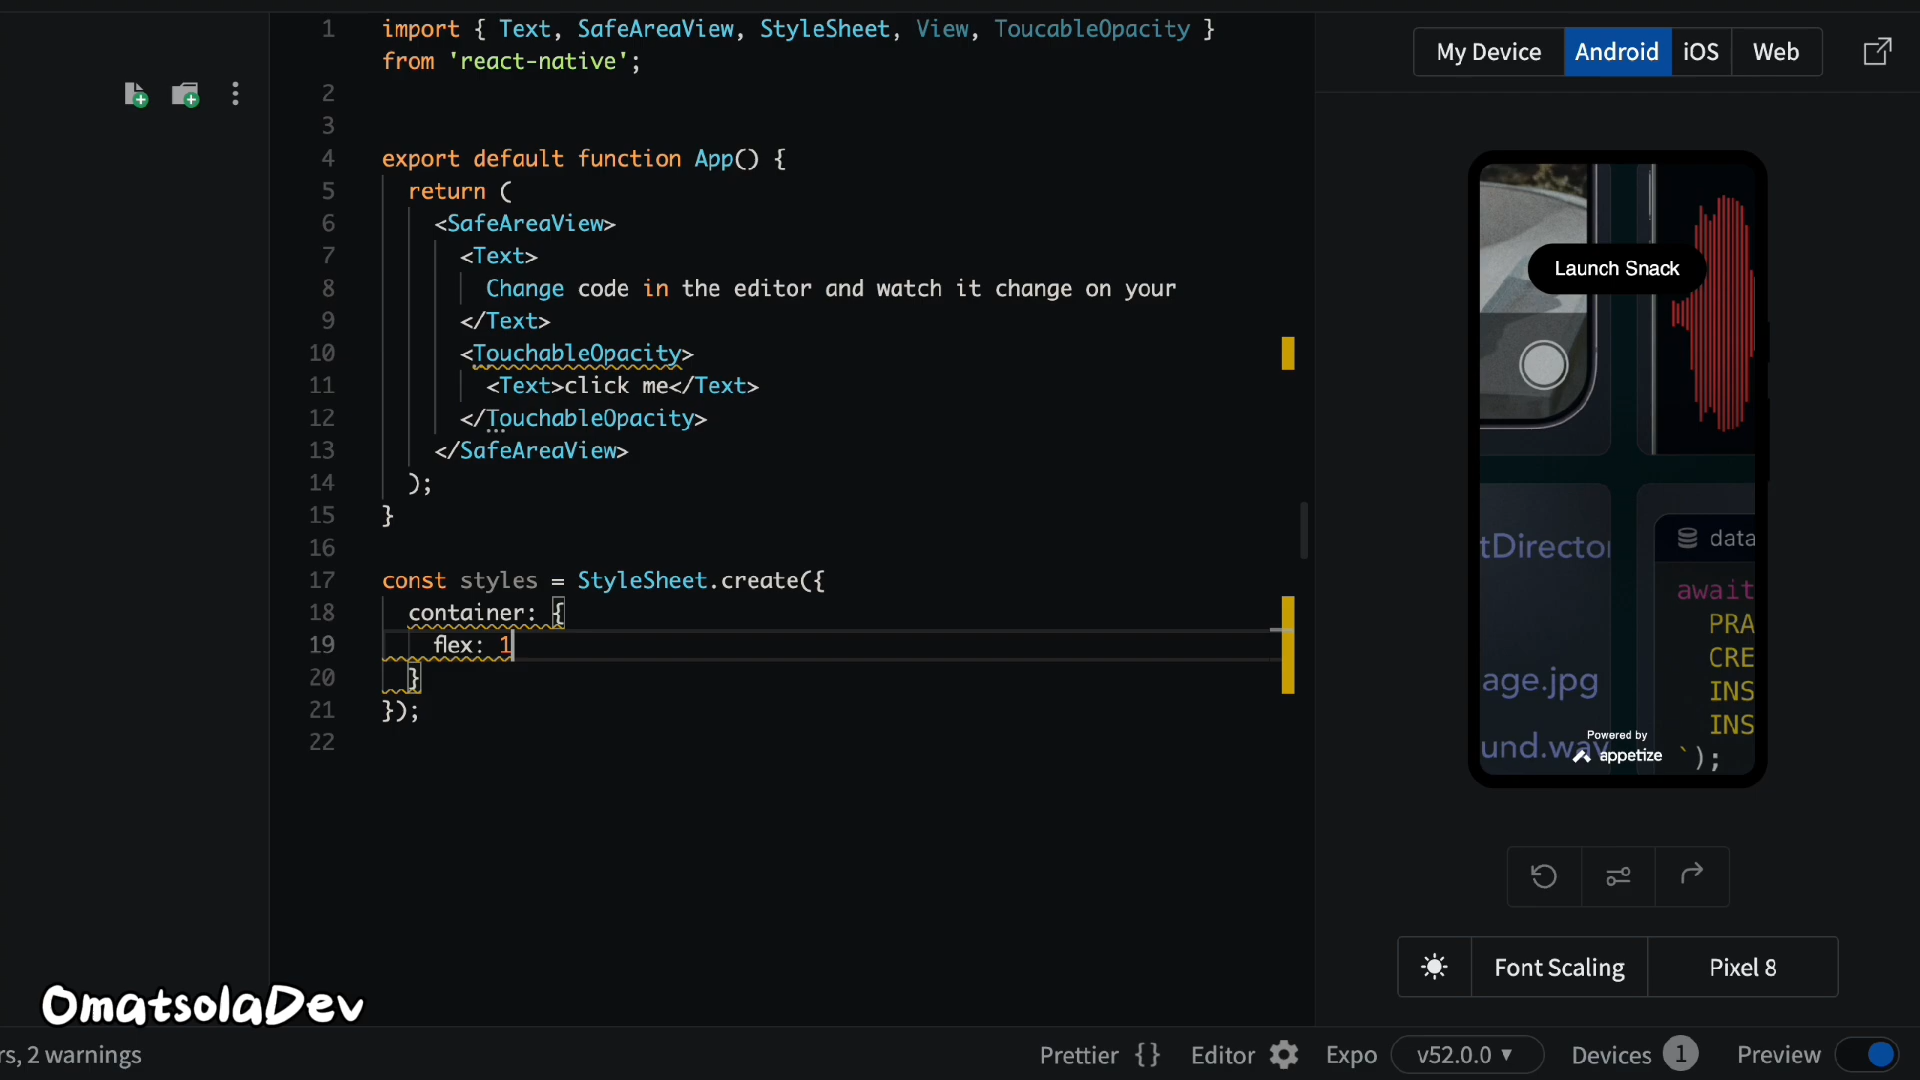 My Device Android iOS Web
1 import { Text, SafeAreaView, StyleSheet, View, ToucableOpacity }
from 'react-native';
2
3
4 export default function App() {
5 return (
6 <SafeAreaView>
7 <Text>
8 Change code in the editor and watch it change on your
9 </Text>
10 <TouchableOpacity>
11 <Text>click me</Text>
12 </TouchableOpacity>
13 </SafeAreaView>
14 );
15 }
16
17 const styles = StyleSheet.create({
18 container: {
19 flex: 1
20 }
21 });
22
Launch Snack
tDirector
data
await
PRA
CRE
age.jpg
INS
INS
und.wav
`);
Powered by
appetize
Font Scaling Pixel 8
OmatsolaDev
rs, 2 warnings
Prettier {} Editor Expo v52.0.0 ▼ Devices 1 Preview